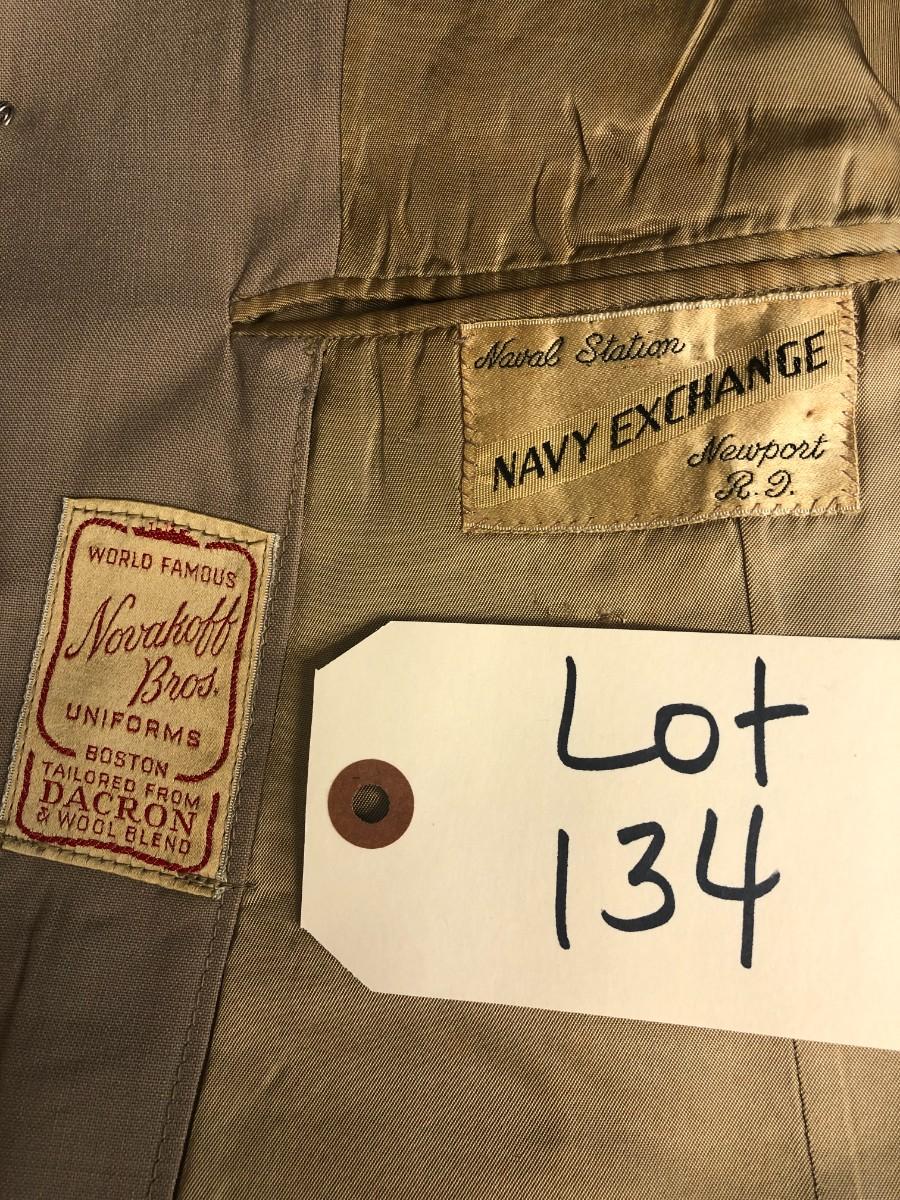 Naval Station
NAVY EXCHANGE
Newport
R.I.
WORLD FAMOUS
Novakoff
Bros.
UNIFORMS
BOSTON
TAILORED FROM
DACRON
& WOOL BLEND
Lot
134